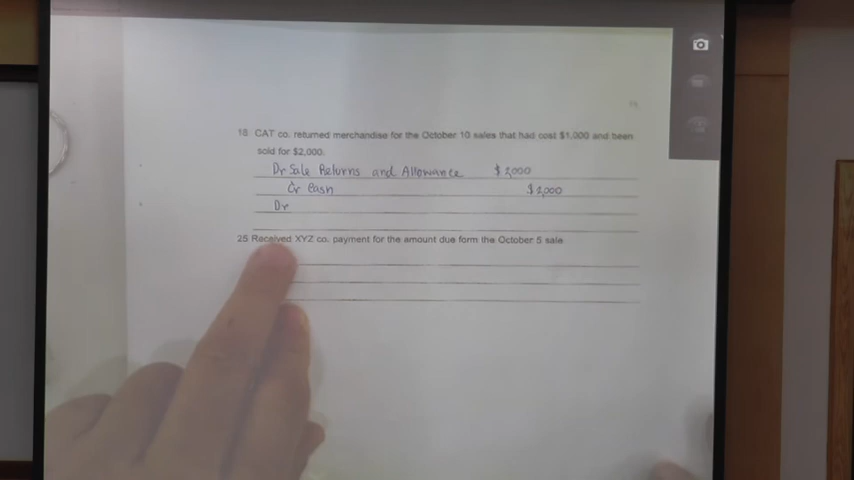 18 CAT co. returned merchandise for the October 10 sales that had cost $1,000 and been
sold for $2,000.
Dr Sale Returns and Allowance $2,000
Cr Cash $2,000
Dr
25 Received XYZ co. payment for the amount due form the October 5 sale